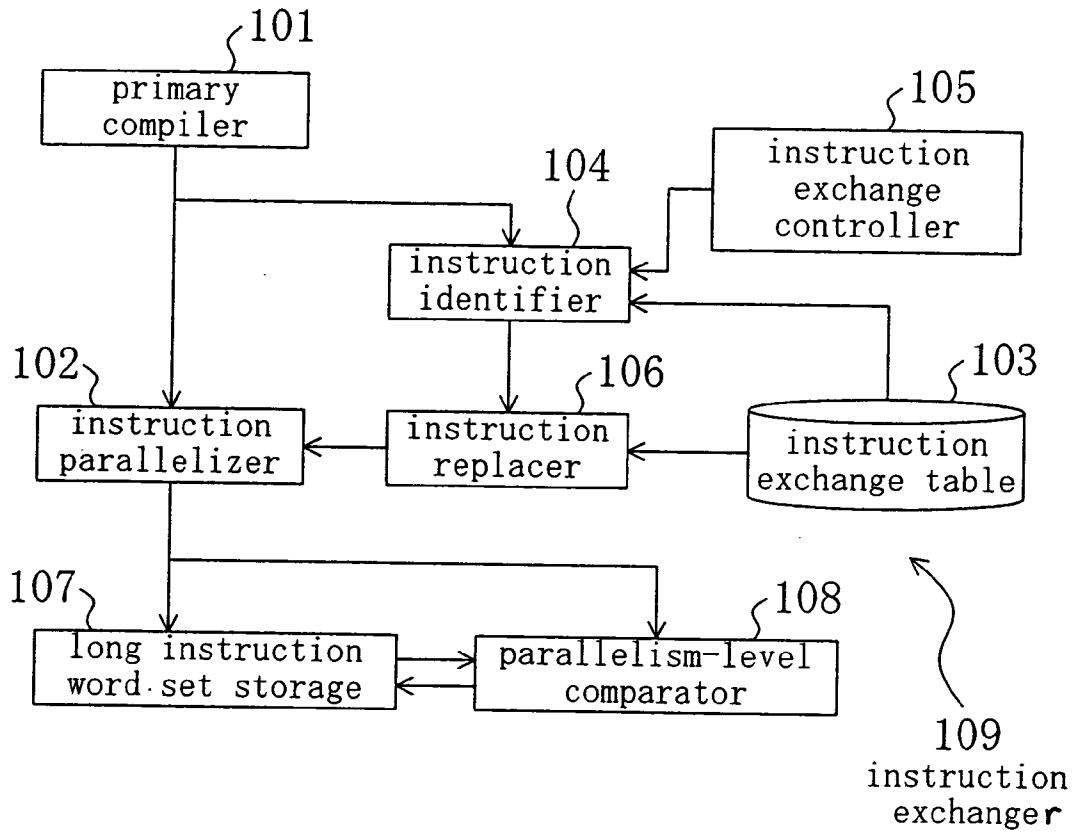 101
primary
compiler
105
instruction
exchange
controller
104
instruction
identifier
102
instruction
parallelizer
106
instruction
replacer
103
instruction
exchange table
107
long instruction
word set storage
108
parallelism-level
comparator
109
instruction
exchanger